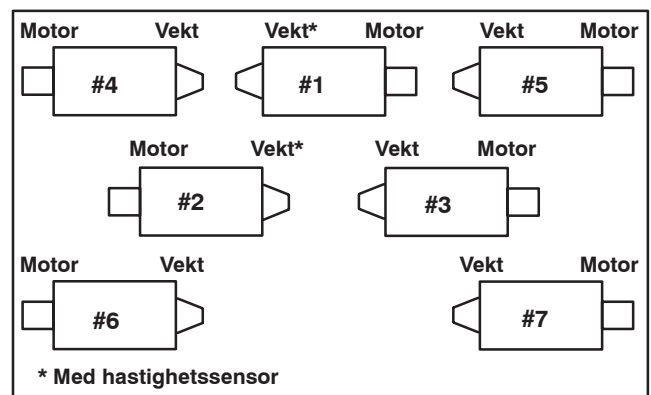 Motor Vekt Vekt* Motor Vekt Motor
#4 #1 #5
Motor Vekt* Vekt Motor
#2 #3
Motor Vekt Vekt Motor
#6 #7
* Med hastighetssensor